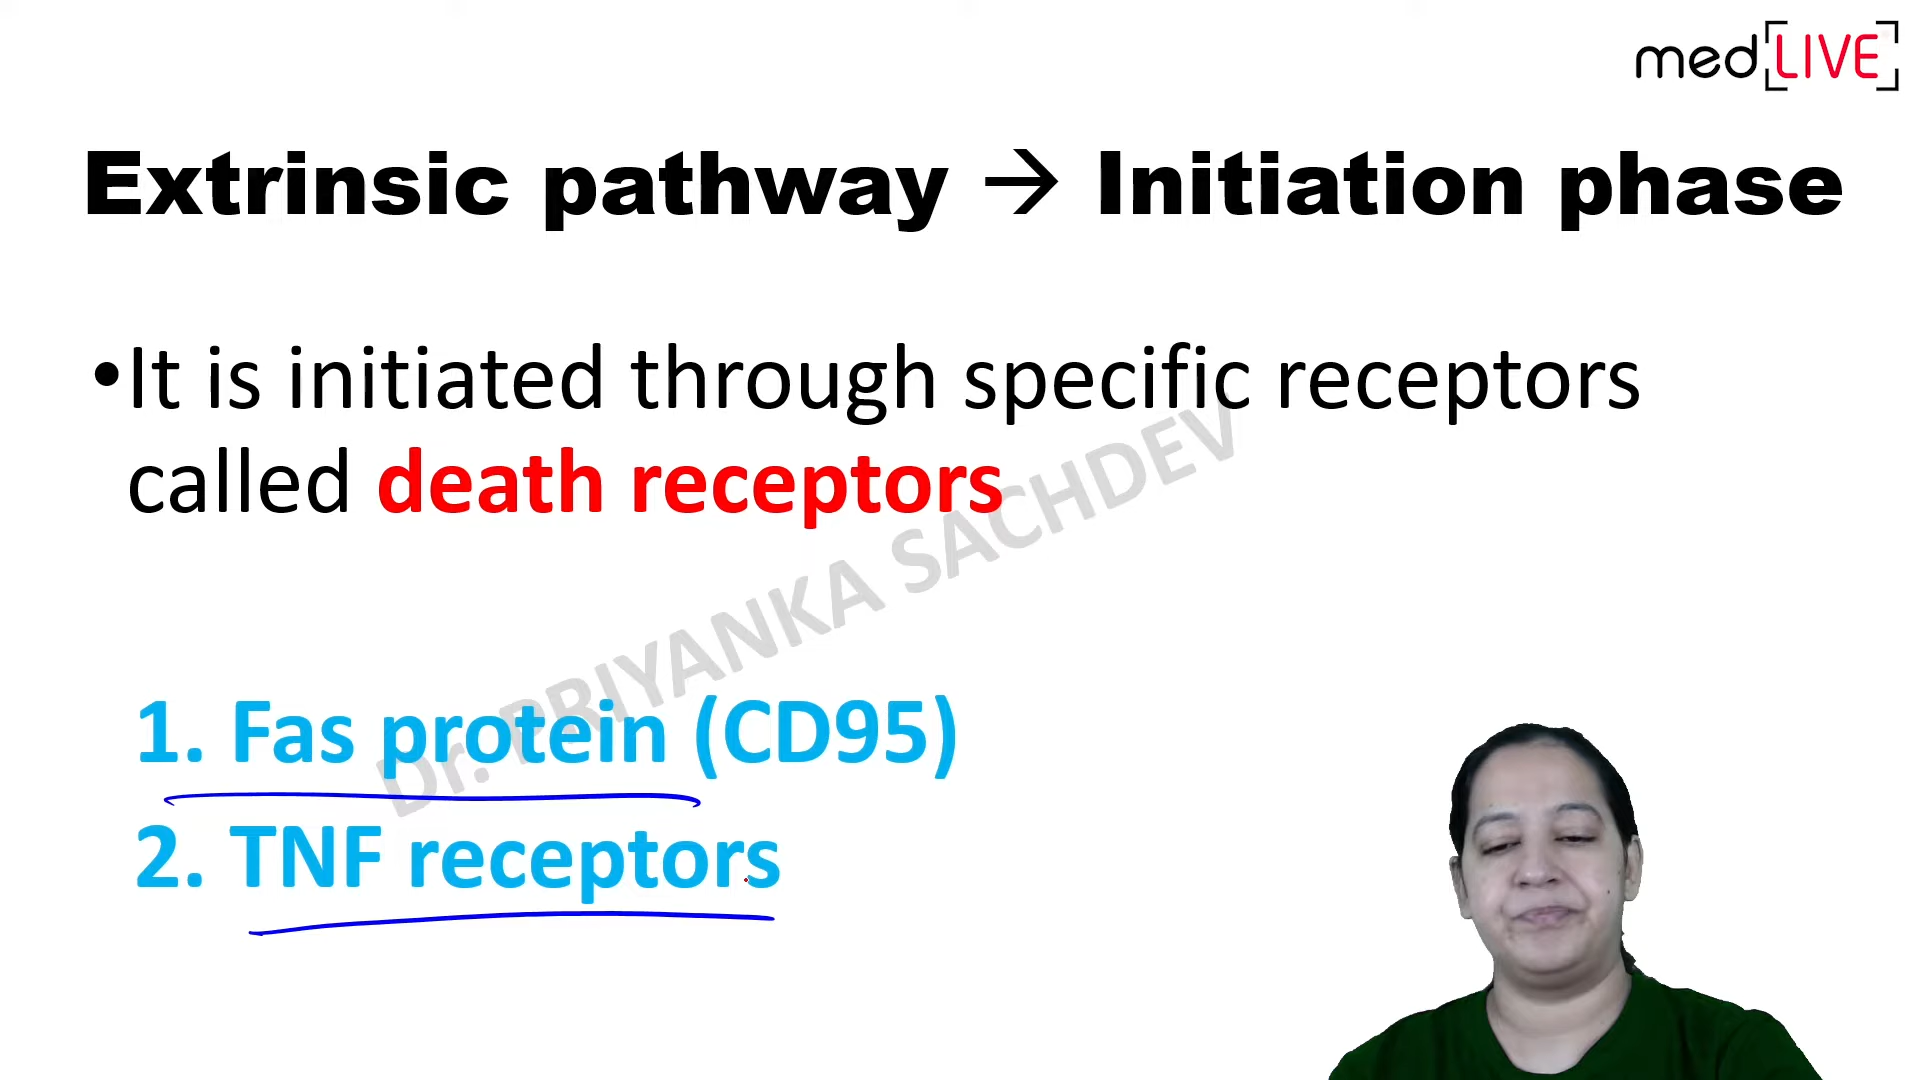 med[LIVE]
Extrinsic pathway → Initiation phase
•It is initiated through specific receptors
called death receptors
Dr. PRIYANKA SACHDEV
1. Fas protein (CD95)
2. TNF receptors